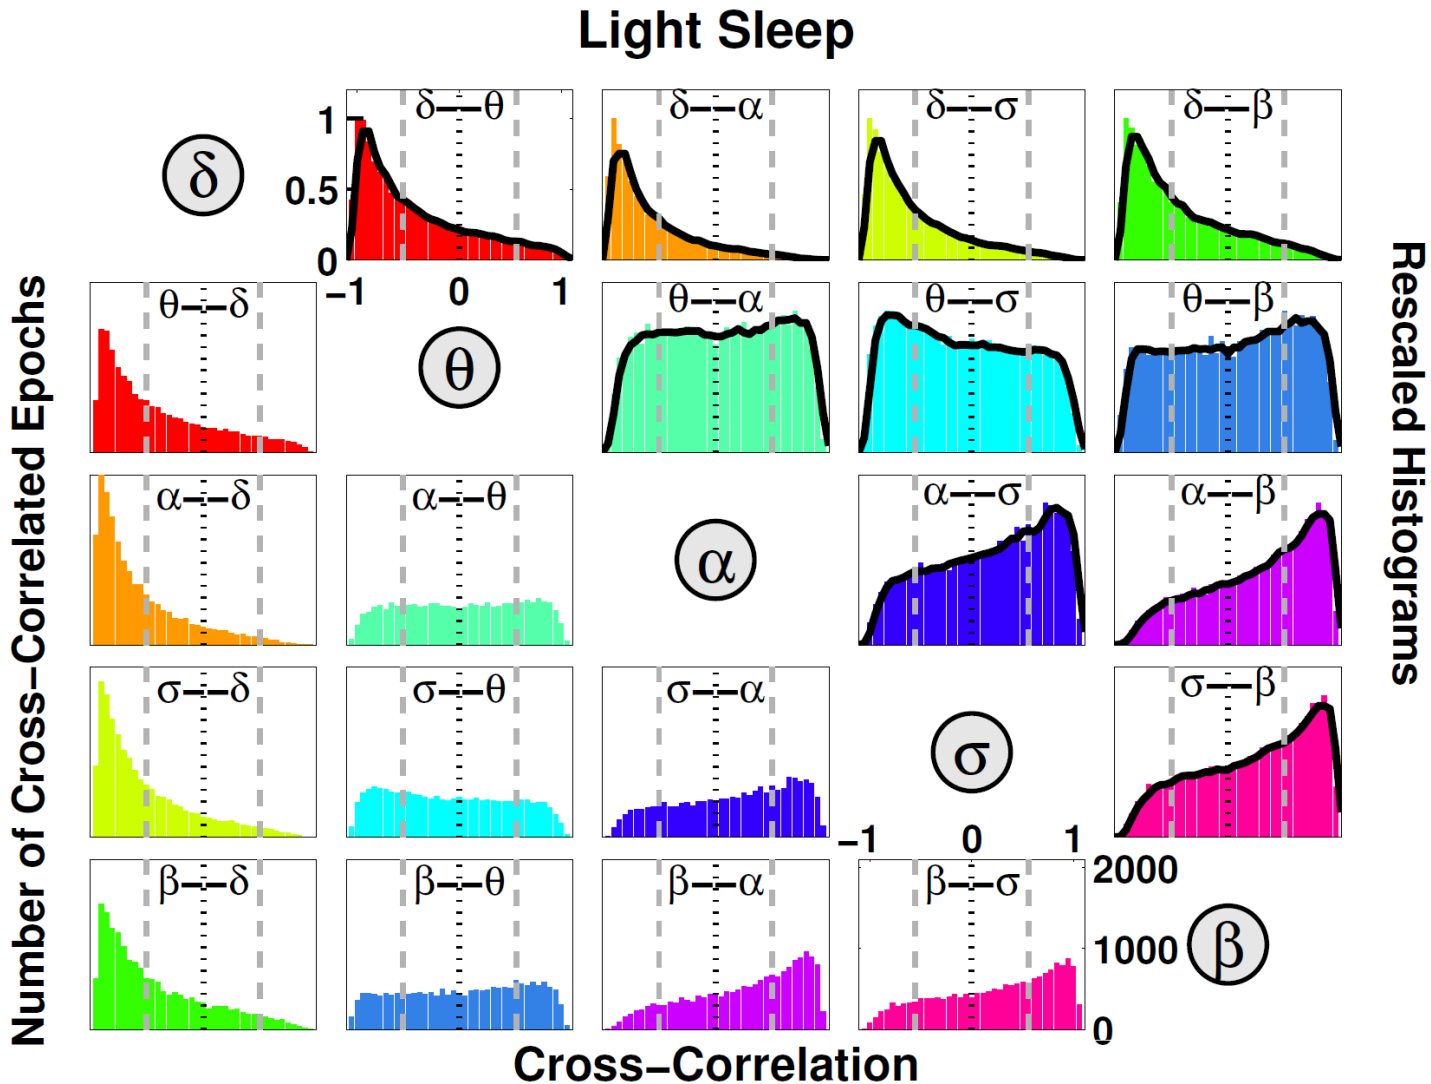 Light Sleep
δ
δ--θ
δ--α
δ--σ
δ--β
1
0.5
0
−1 0 1
θ--δ
θ
θ--α
θ--σ
θ--β
α--δ
α--θ
α
α--σ
α--β
σ--δ
σ--θ
σ--α
σ
σ--β
−1 0 1
β--δ
β--θ
β--α
β--σ
2000
1000
0
β
Number of Cross−Correlated Epochs
Rescaled Histograms
Cross−Correlation